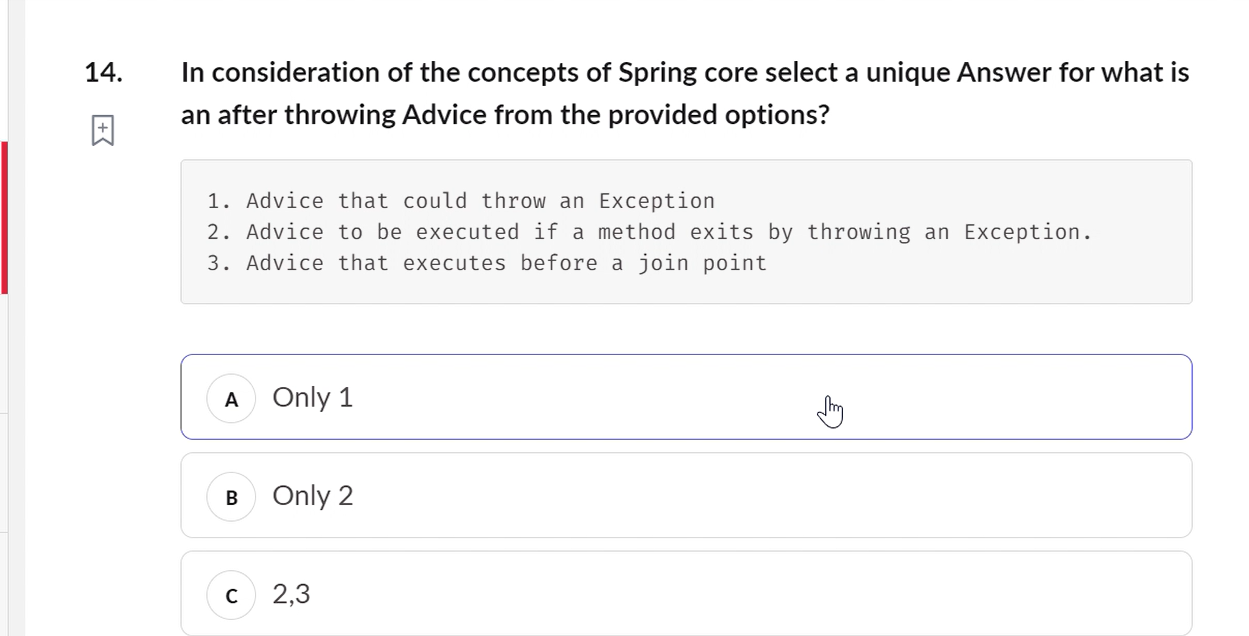 14. In consideration of the concepts of Spring core select a unique Answer for what is
an after throwing Advice from the provided options?
1. Advice that could throw an Exception
2. Advice to be executed if a method exits by throwing an Exception.
3. Advice that executes before a join point
A Only 1
B Only 2
C 2,3